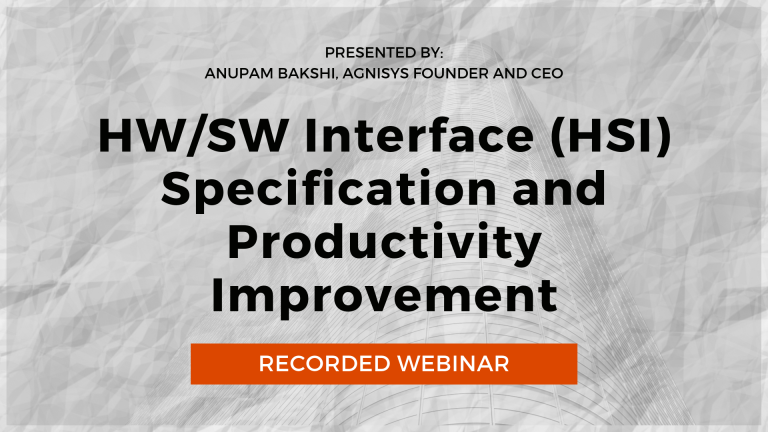 PRESENTED BY:
ANUPAM BAKSHI, AGNISYS FOUNDER AND CEO
HW/SW Interface (HSI)
Specification and
Productivity
Improvement
RECORDED WEBINAR